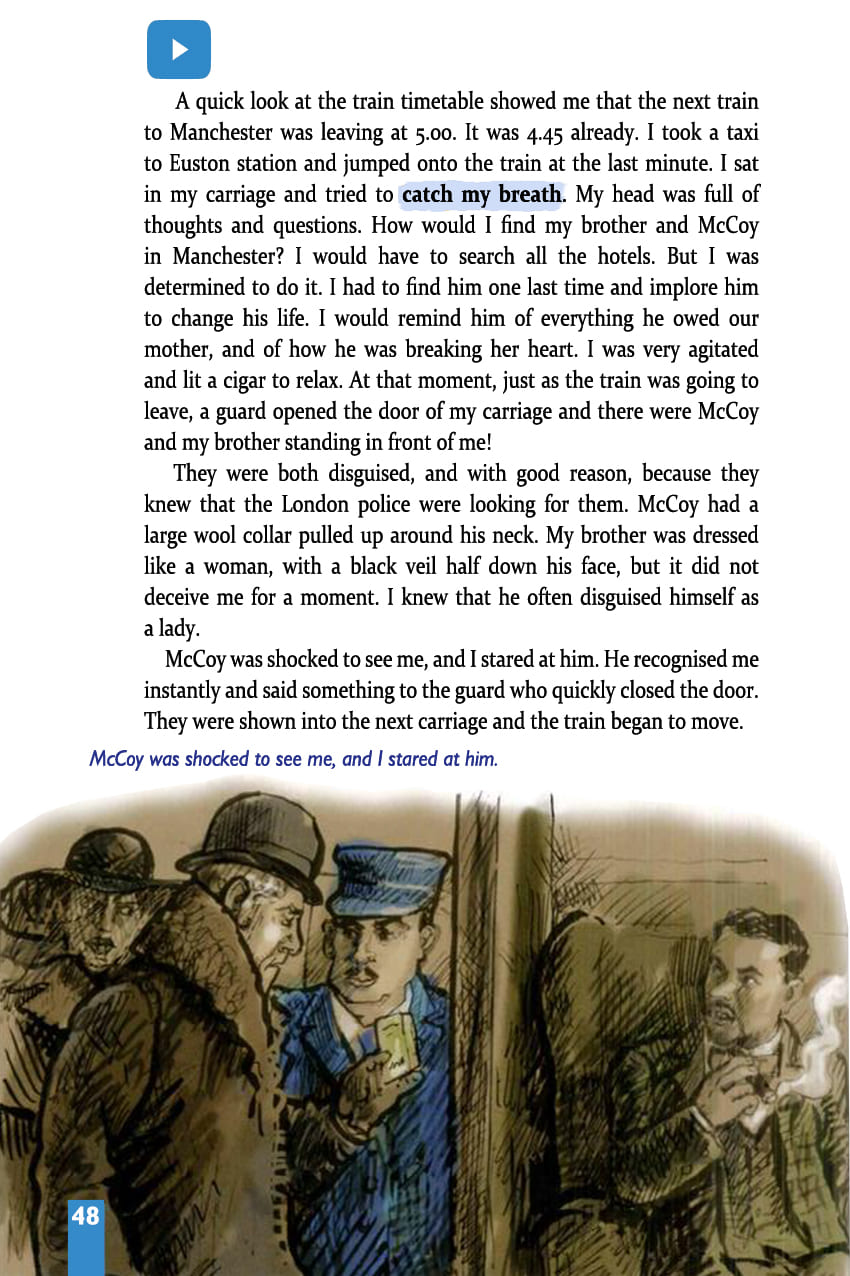 A quick look at the train timetable showed me that the next train
to Manchester was leaving at 5.00. It was 4.45 already. I took a taxi
to Euston station and jumped onto the train at the last minute. I sat
in my carriage and tried to catch my breath. My head was full of
thoughts and questions. How would I find my brother and McCoy
in Manchester? I would have to search all the hotels. But I was
determined to do it. I had to find him one last time and implore him
to change his life. I would remind him of everything he owed our
mother, and of how he was breaking her heart. I was very agitated
and lit a cigar to relax. At that moment, just as the train was going to
leave, a guard opened the door of my carriage and there were McCoy
and my brother standing in front of me!
They were both disguised, and with good reason, because they
knew that the London police were looking for them. McCoy had a
large wool collar pulled up around his neck. My brother was dressed
like a woman, with a black veil half down his face, but it did not
deceive me for a moment. I knew that he often disguised himself as
a lady.
McCoy was shocked to see me, and I stared at him. He recognised me
instantly and said something to the guard who quickly closed the door.
They were shown into the next carriage and the train began to move.
McCoy was shocked to see me, and I stared at him.
48